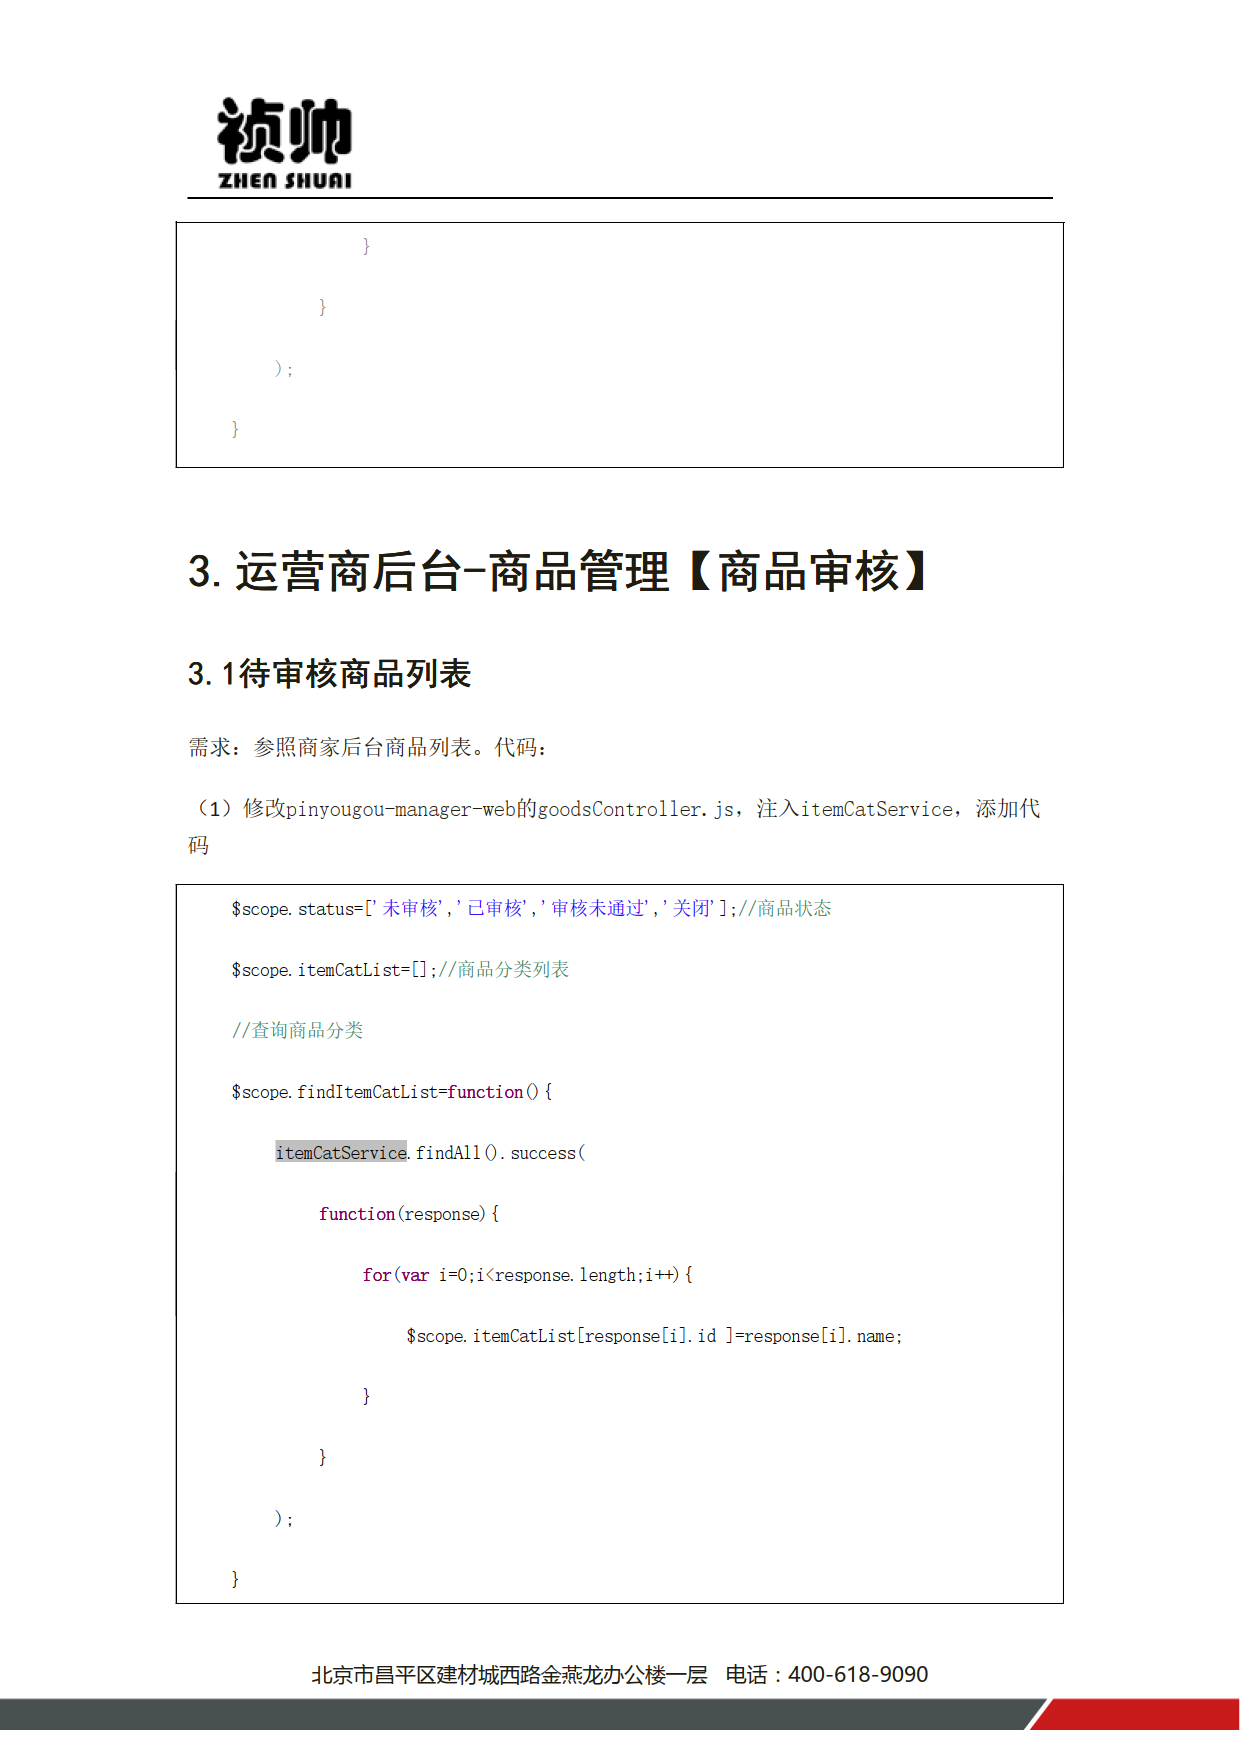 祯帅
ZHEN SHUAI
}
}
);
}
3.运营商后台-商品管理【商品审核】
3.1待审核商品列表
需求：参照商家后台商品列表。代码：
（1）修改pinyougou-manager-web的goodsController.js，注入itemCatService，添加代
码
$scope.status=['未审核','已审核','审核未通过','关闭'];//商品状态
$scope.itemCatList=[];//商品分类列表
//查询商品分类
$scope.findItemCatList=function(){
itemCatService.findAll().success(
function(response){
for(var i=0;i<response.length;i++){
$scope.itemCatList[response[i].id ]=response[i].name;
}
}
);
}
北京市昌平区建材城西路金燕龙办公楼一层 电话：400-618-9090